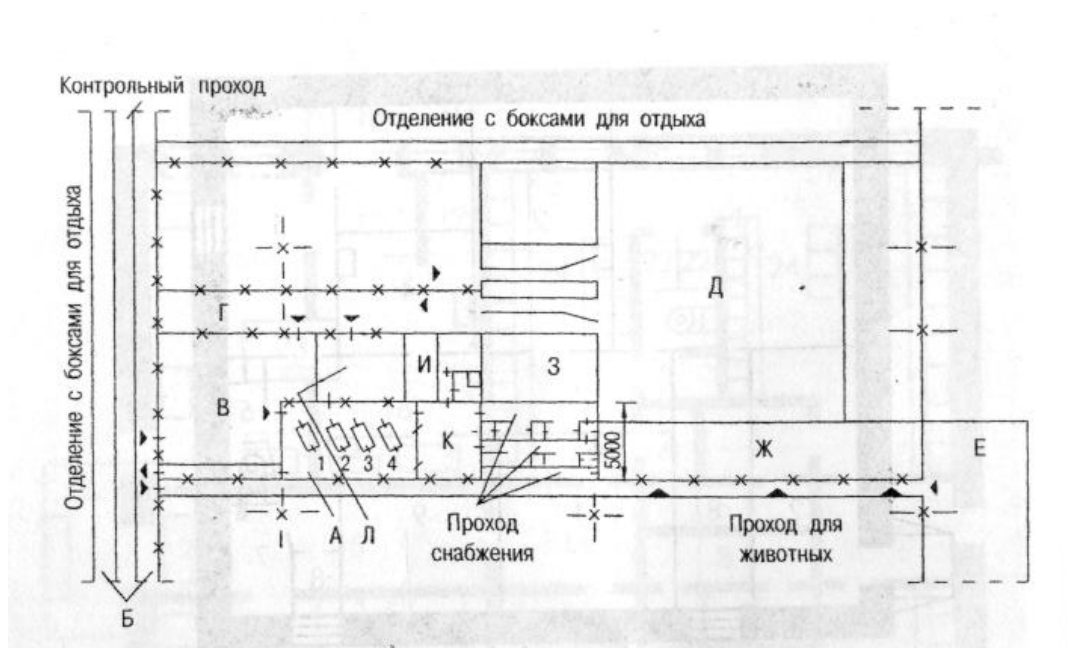 Контрольный проход
Отделение с боксами для отдыха
Отделение с боксами для отдыха
Г
Д
И
З
В
К
Ж
Е
5000
1 2 3 4
А Л
Проход
снабжения
Проход для
животных
Б